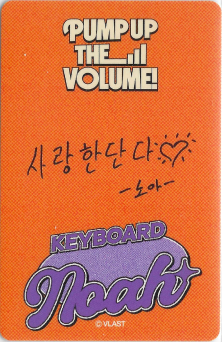 PUMP UP
THE
VOLUME!
사랑한단다♡
-노아-
KEYBOARD
Noah
© VLAST